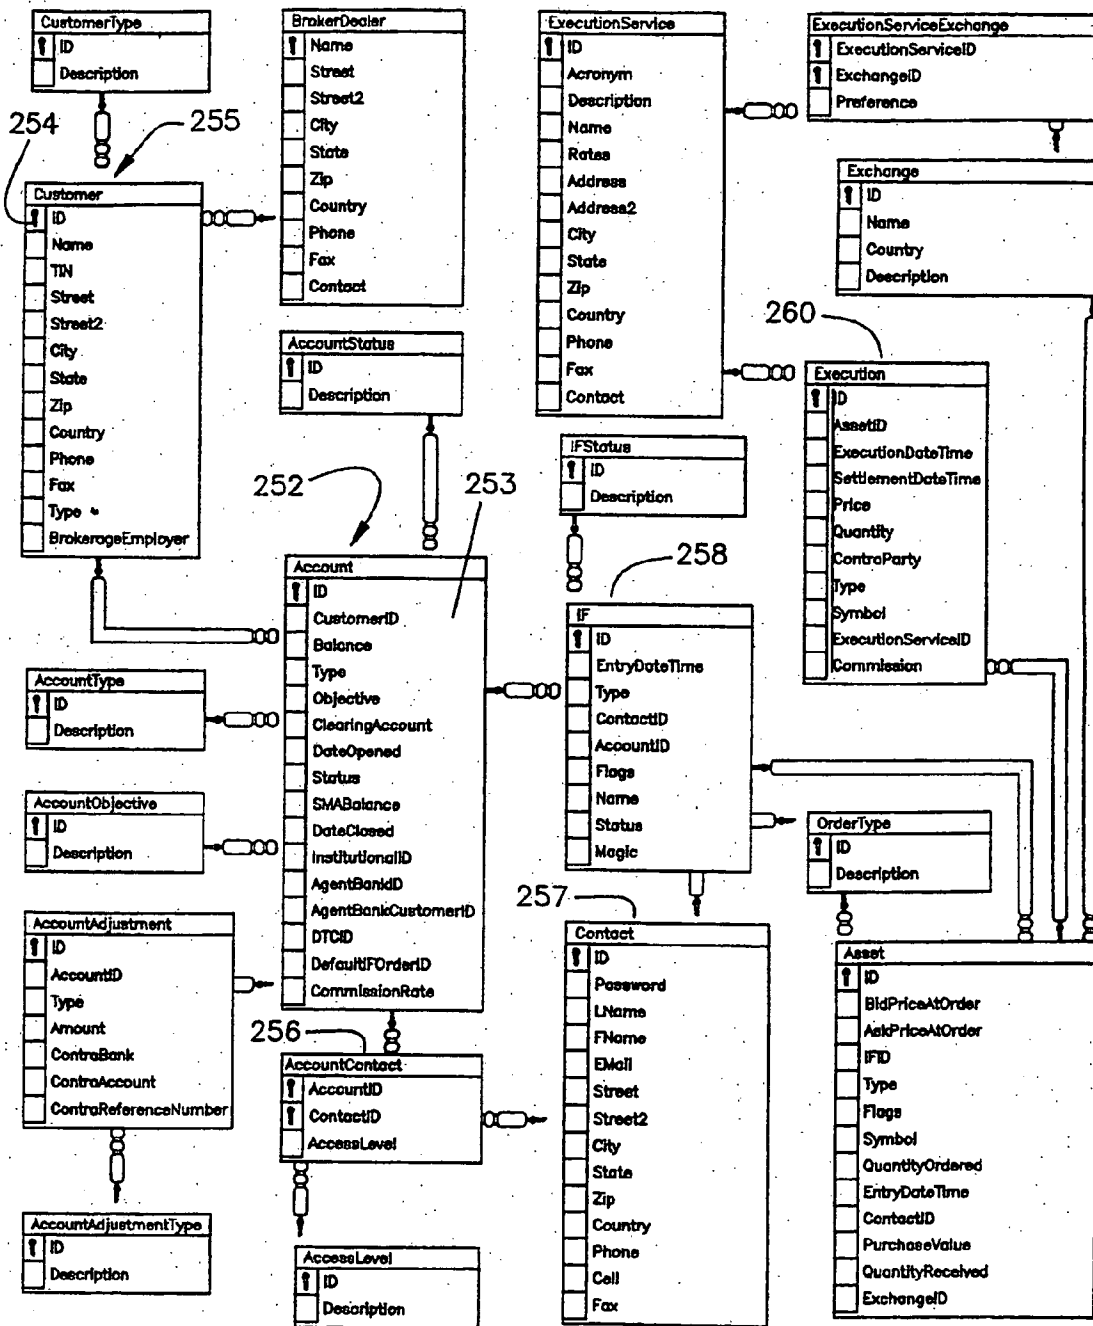 CustomerType
ID
Description
254
255
Customer
ID
Name
TIN
Street
Street2
City
State
Zip
Country
Phone
Fax
Type
BrokerageEmployer
BrokerDealer
Name
Street
Street2
City
State
Zip
Country
Phone
Fax
Contact
AccountStatus
ID
Description
252
253
Account
ID
CustomerID
Balance
Type
Objective
ClearingAccount
DateOpened
Status
SMABalance
DateClosed
InstitutionalID
AgentBankID
AgentBankCustomerID
DTCID
DefaultIFOrderID
CommissionRate
AccountType
ID
Description
AccountObjective
ID
Description
AccountAdjustment
ID
AccountID
Type
Amount
ContraBank
ContraAccount
ContraReferenceNumber
AccountAdjustmentType
ID
Description
256
AccountContact
AccountID
ContactID
AccessLevel
AccessLevel
ID
Description
ExecutionService
ID
Acronym
Description
Name
Rates
Address
Address2
City
State
Zip
Country
Phone
Fax
Contact
IFStatus
ID
Description
258
IF
ID
EntryDateTime
Type
ContactID
AccountID
Flags
Name
Status
Magic
257
Contact
ID
Password
LName
FName
EMail
Street
Street2
City
State
Zip
Country
Phone
Cell
Fax
ExecutionServiceExchange
ExecutionServiceID
ExchangeID
Preference
Exchange
ID
Name
Country
Description
260
Execution
ID
AssetID
ExecutionDateTime
SettlementDateTime
Price
Quantity
ContraParty
Type
Symbol
ExecutionServiceID
Commission
OrderType
ID
Description
Asset
ID
BidPriceAtOrder
AskPriceAtOrder
IFID
Type
Flags
Symbol
QuantityOrdered
EntryDateTime
ContactID
PurchaseValue
QuantityReceived
ExchangeID